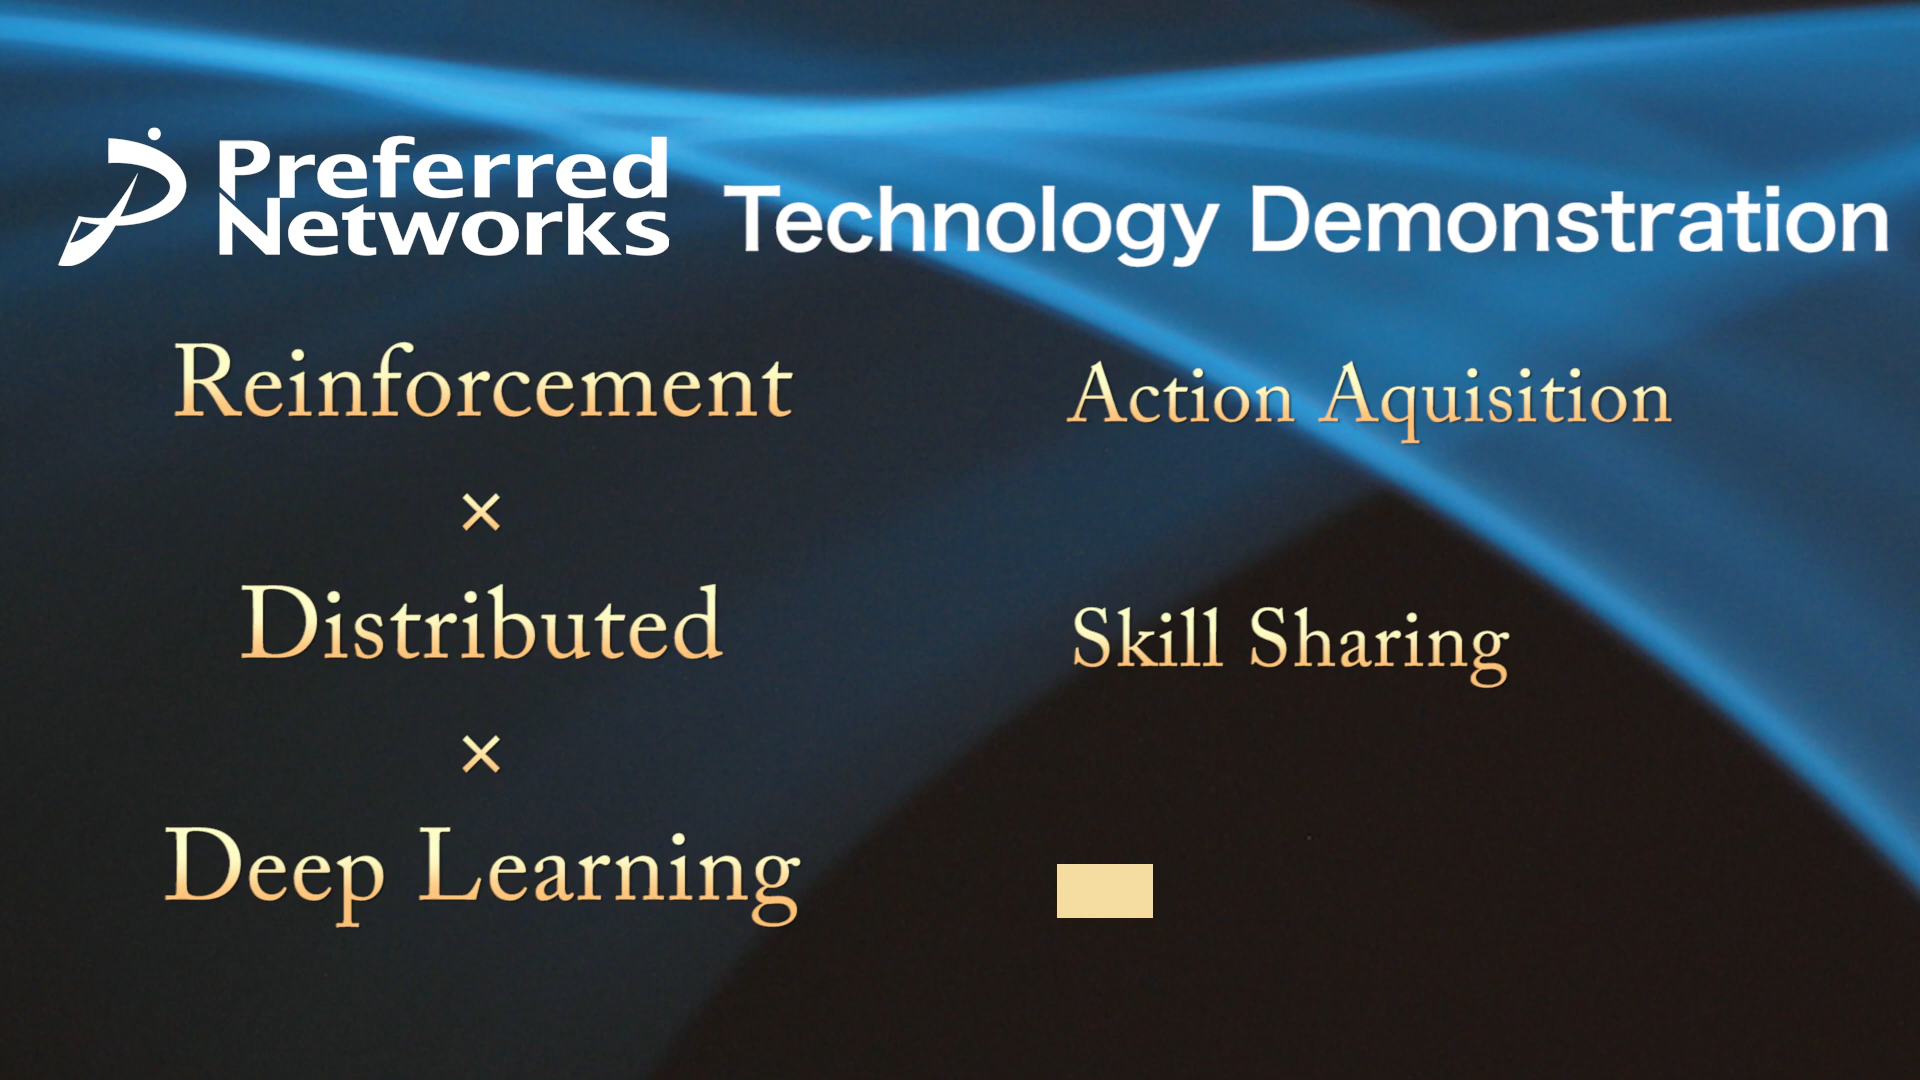 Preferred
Networks
Technology Demonstration
Reinforcement
Action Aquisition
×
Distributed
Skill Sharing
×
Deep Learning